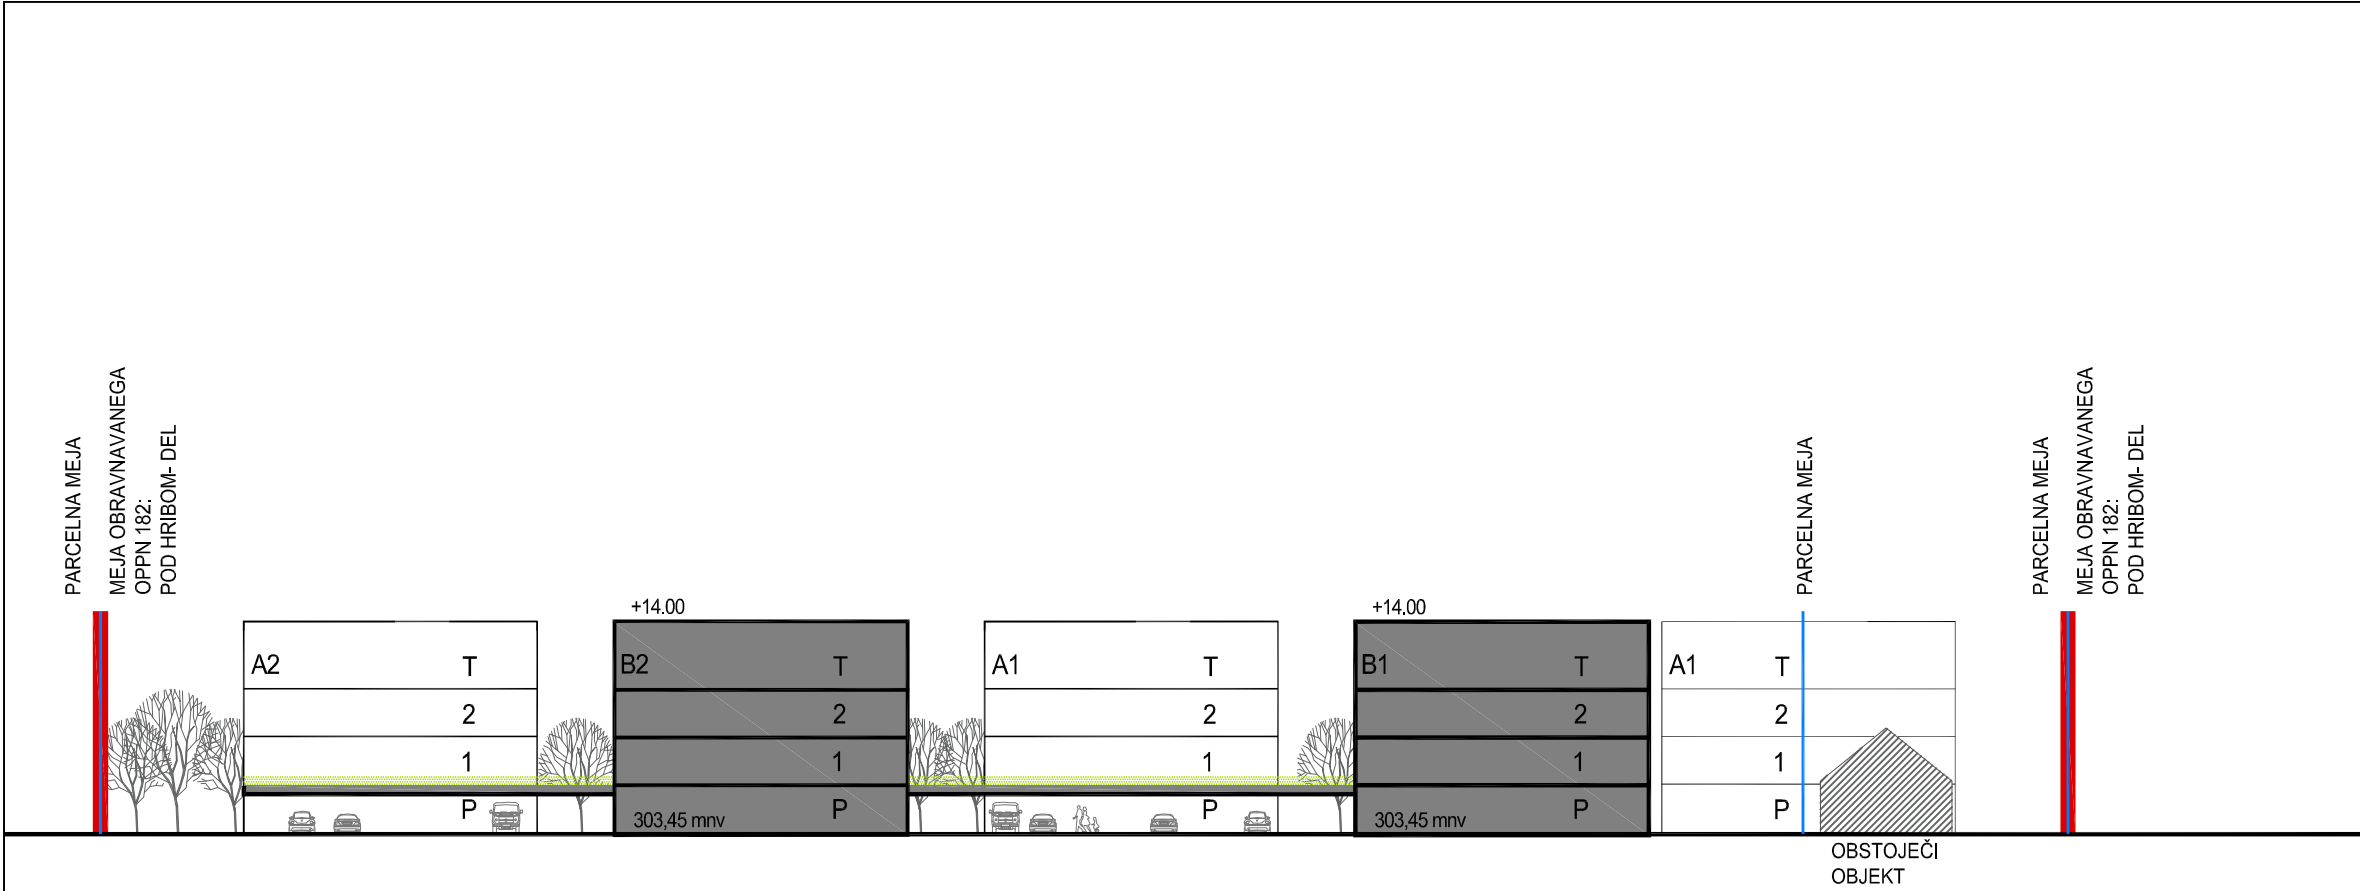 PARCELNA MEJA
MEJA OBRAVNAVANEGA
OPPN 182:
POD HRIBOM- DEL
PARCELNA MEJA
PARCELNA MEJA
MEJA OBRAVNAVANEGA
OPPN 182:
POD HRIBOM- DEL
+14.00
+14.00
A2 T
2
1
P
B2 T
2
1
P
303,45 mnv
A1 T
2
1
P
B1 T
2
1
P
303,45 mnv
A1 T
2
1
P
OBSTOJEČI
OBJEKT